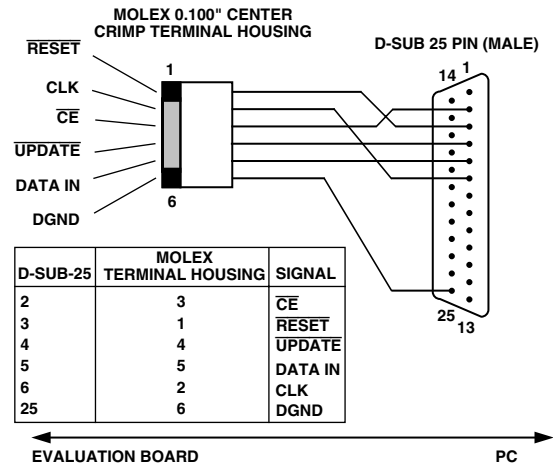 MOLEX 0.100" CENTER
CRIMP TERMINAL HOUSING
D-SUB 25 PIN (MALE)
RESET
CLK
CE
UPDATE
DATA IN
DGND
1
6
14 1
25
13
D-SUB-25 MOLEX TERMINAL HOUSING SIGNAL
2 3 CE
3 1 RESET
4 4 UPDATE
5 5 DATA IN
6 2 CLK
25 6 DGND
EVALUATION BOARD PC